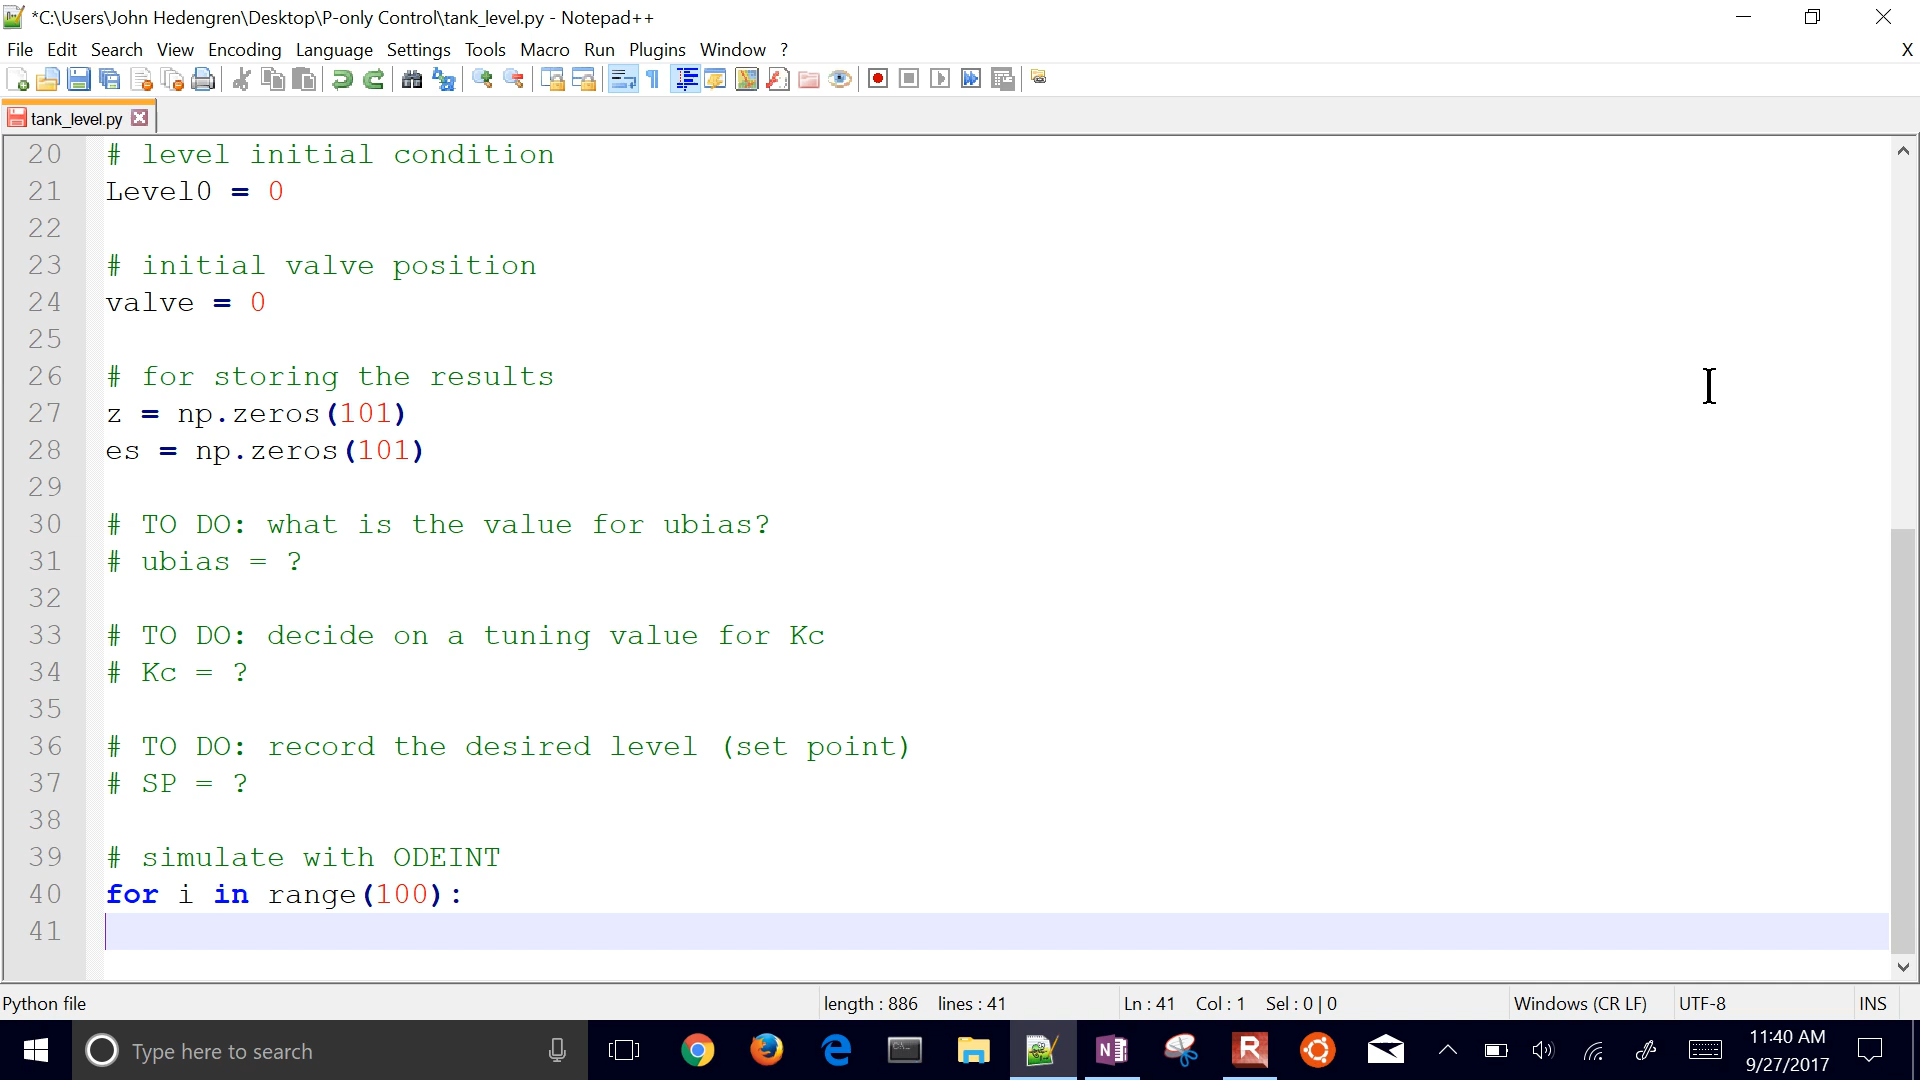 *C:\Users\John Hedengren\Desktop\P-only Control\tank_level.py - Notepad++
File Edit Search View Encoding Language Settings Tools Macro Run Plugins Window ? X
tank_level.py
20 # level initial condition
21 Level0 = 0
22
23 # initial valve position
24 valve = 0
25
26 # for storing the results
27 z = np.zeros(101)
28 es = np.zeros(101)
29
30 # TO DO: what is the value for ubias?
31 # ubias = ?
32
33 # TO DO: decide on a tuning value for Kc
34 # Kc = ?
35
36 # TO DO: record the desired level (set point)
37 # SP = ?
38
39 # simulate with ODEINT
40 for i in range(100):
41
Python file length : 886 lines : 41 Ln : 41 Col : 1 Sel : 0 | 0 Windows (CR LF) UTF-8 INS
Type here to search
11:40 AM
9/27/2017